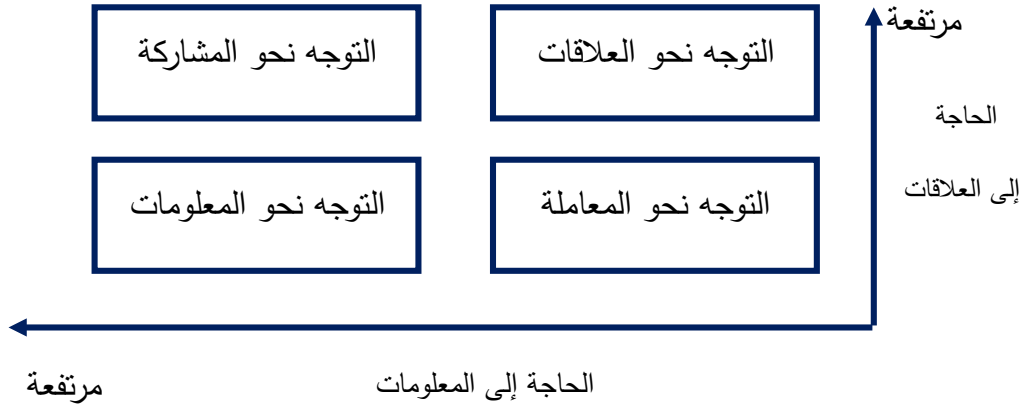 مرتفعة
التوجه نحو العلاقات
التوجه نحو المشاركة
الحاجة
إلى العلاقات
التوجه نحو المعاملة
التوجه نحو المعلومات
الحاجة إلى المعلومات
مرتفعة